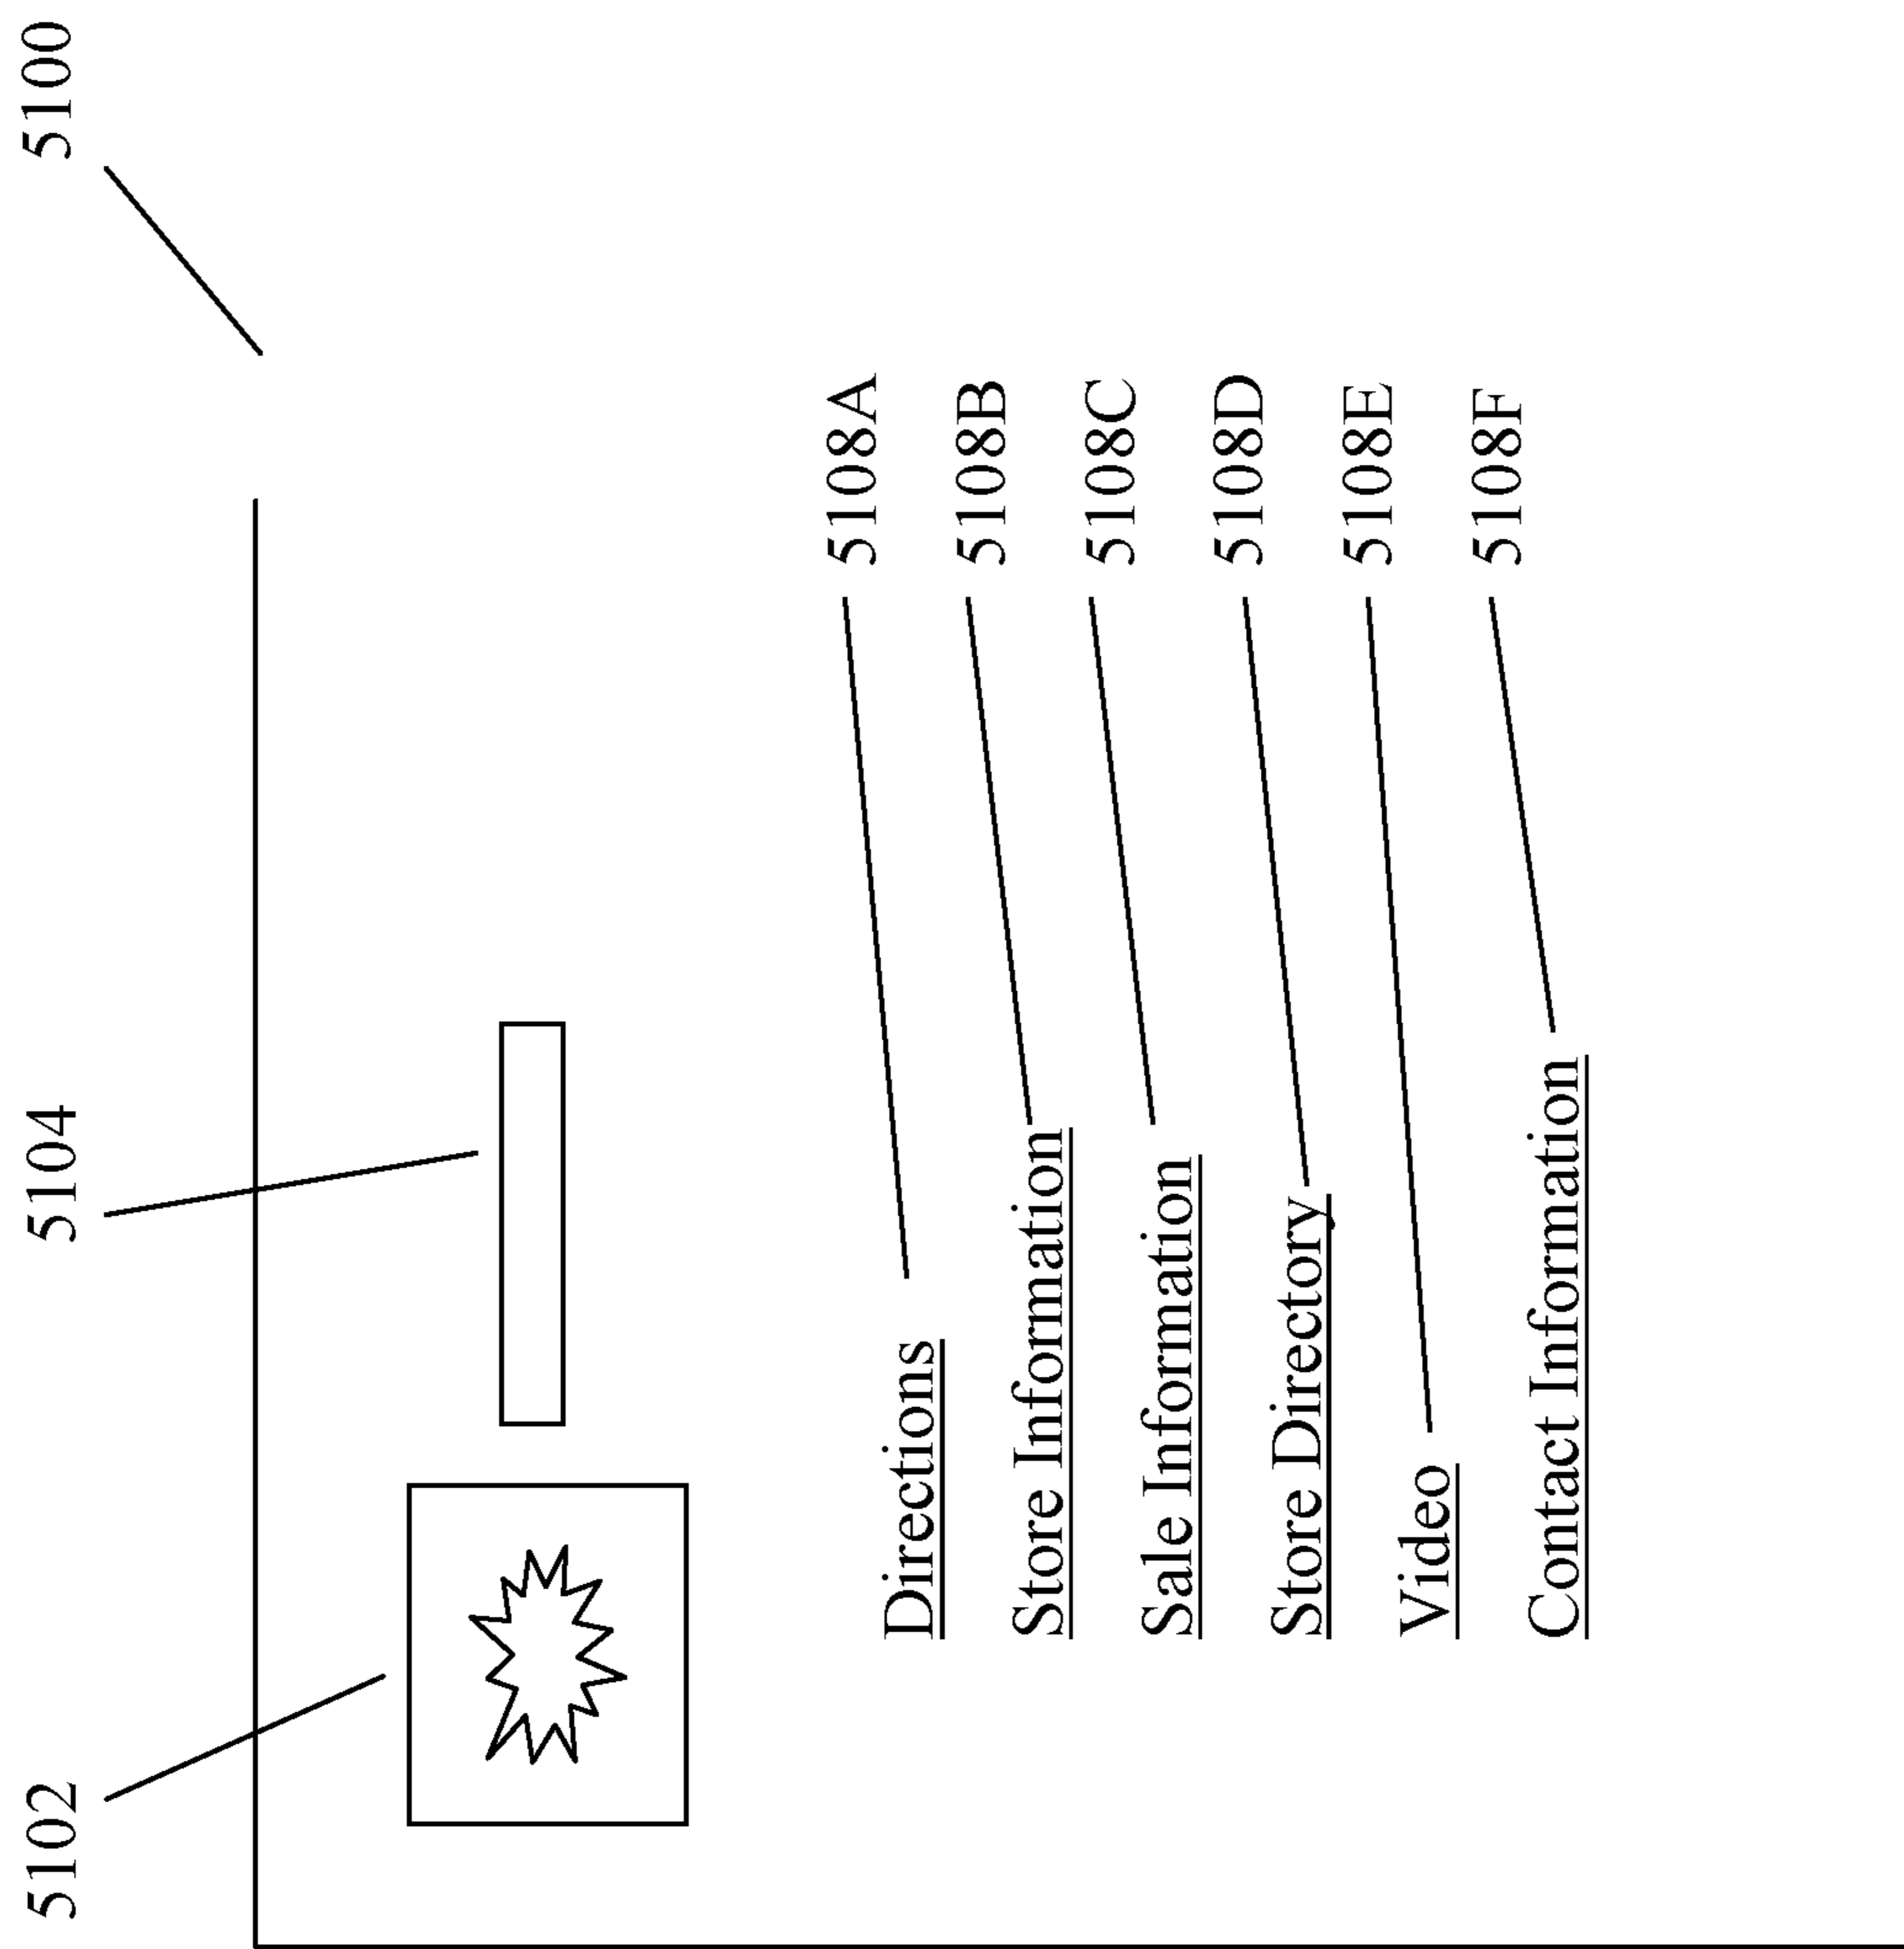 5102 5104 5100
Directions 5108A
Store Information 5108B
Sale Information 5108C
Store Directory 5108D
Video 5108E
Contact Information 5108F